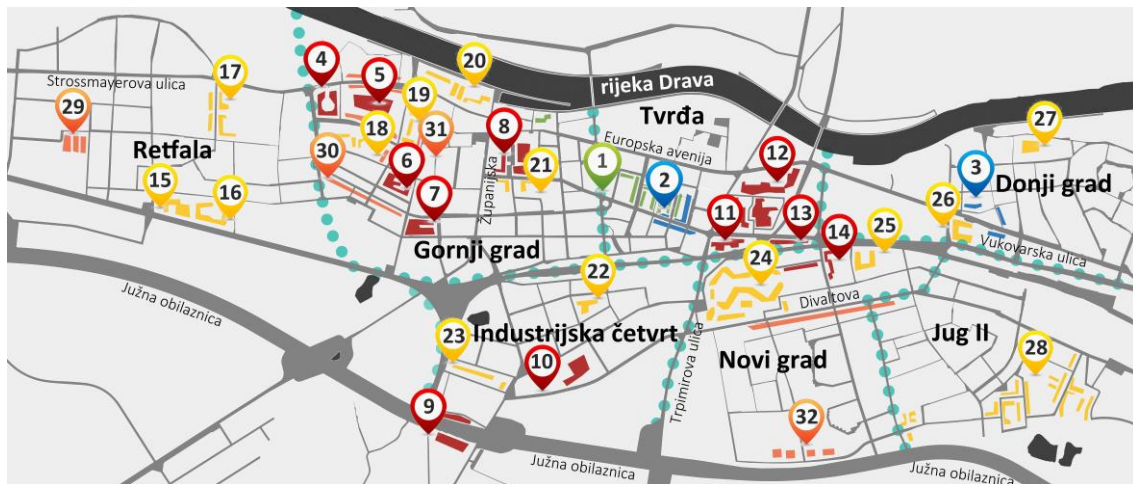 20
4
5
17
Strossmayerova ulica
rijeka Drava
19
29
Tvrđa
27
18
31
8
Europska avenija
Retfala
30
6
21
12
1
2
3
15
16
7
Županijska
Donji grad
11
13
26
14
25
Vukovarska ulica
Gornji grad
24
22
Južna obilaznica
Divaltova
23
Industrijska četvrt
Trpimirova ulica
Novi grad
Jug II
10
28
9
32
Južna obilaznica
Južna obilaznica